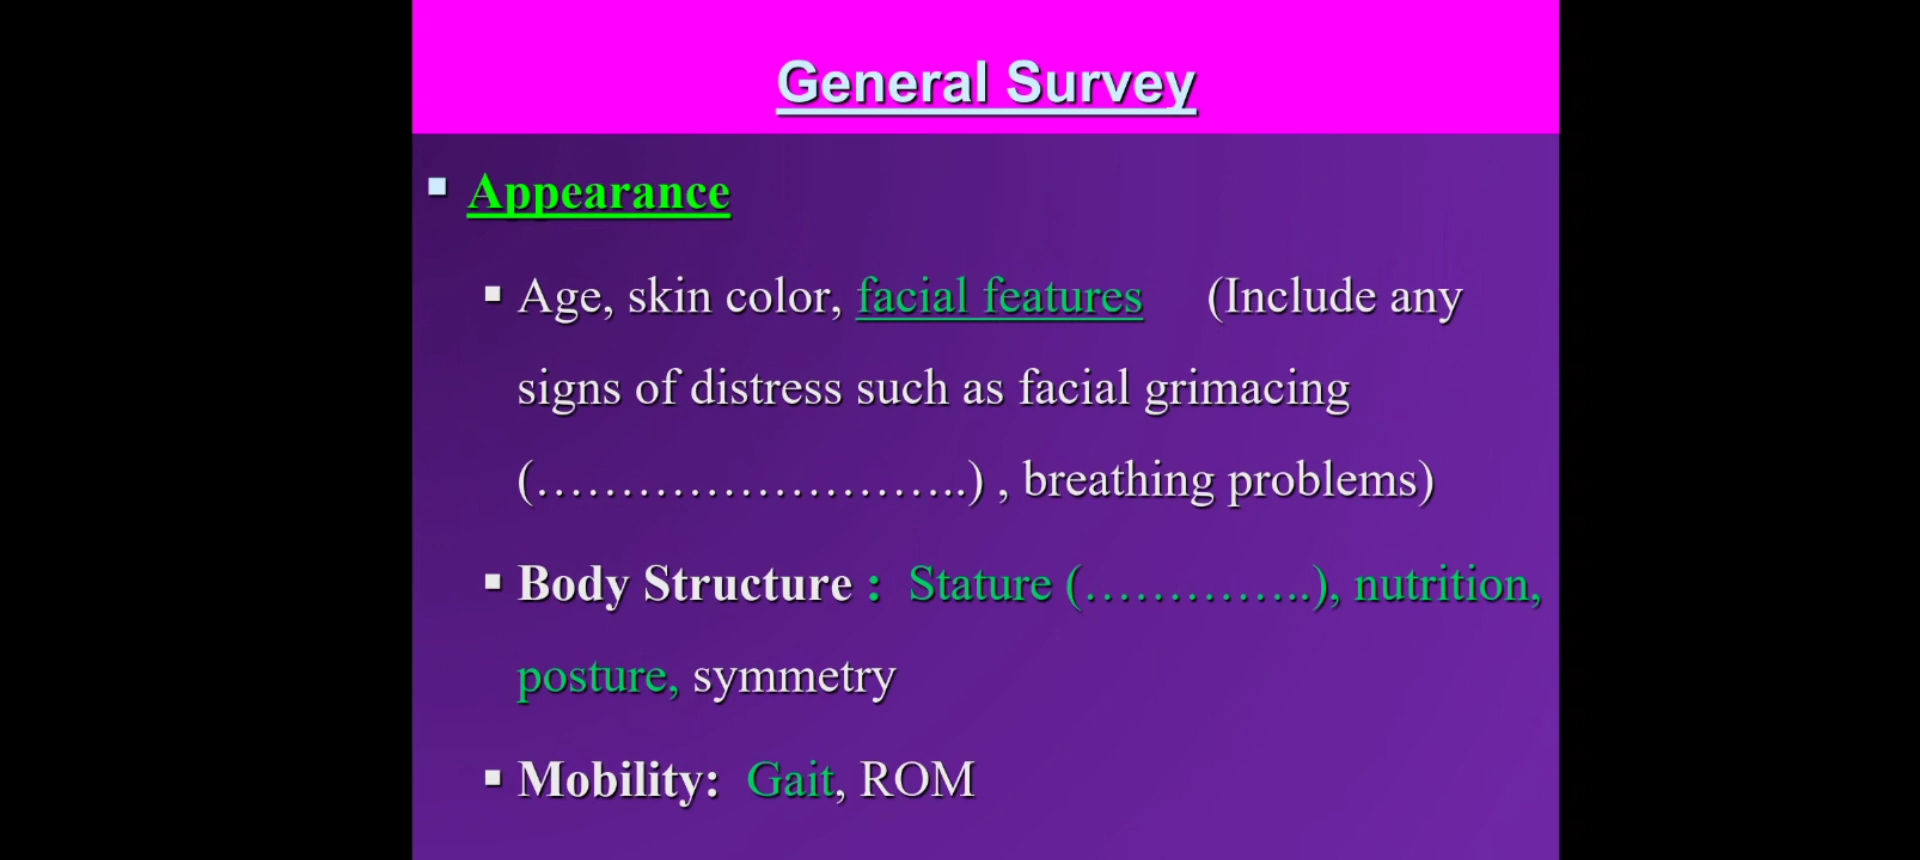 General Survey
Appearance
Age, skin color, facial features (Include any
signs of distress such as facial grimacing
(………………………..) , breathing problems)
Body Structure : Stature (…………..), nutrition,
posture, symmetry
Mobility: Gait, ROM